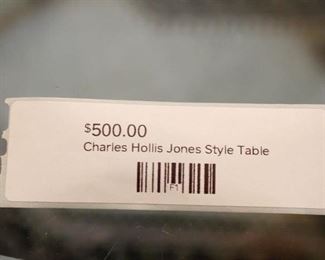 $500.00
Charles Hollis Jones Style Table
F1